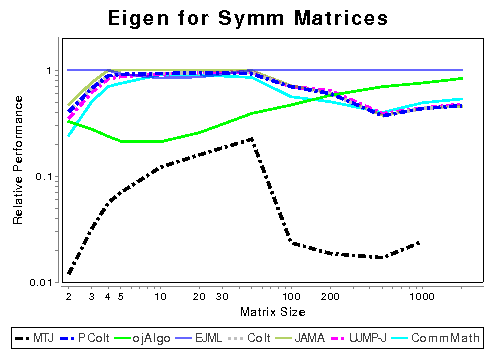 Eigen for Symm Matrices
Relative Performance
1
0.1
0.01
2 3 4 5 10 20 30 100 200 1000
Matrix Size
MTJ PColt ojAlgo EJML Colt JAMA UJMP-J CommMath